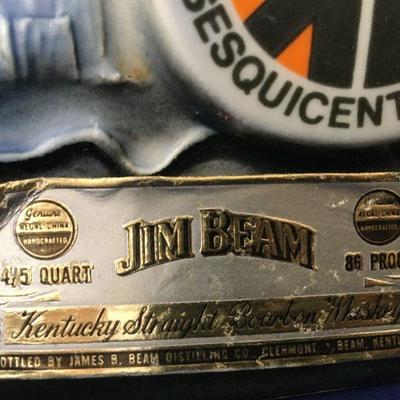 SESQUICENT
Genuine
REGAL CHINA
HANDCRAFTED
JIM BEAM
Genuine
REGAL CHINA
HANDCRAFTED
4/5 QUART
86 PROO
Kentucky Straight Bourbon Whiskey
OTTLED BY JAMES B. BEAM DISTILLING CO., CLERMONT, BEAM, KENTU